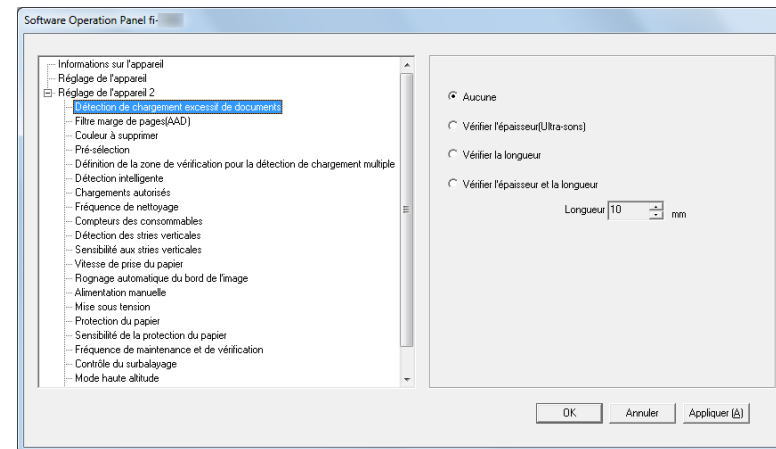 Software Operation Panel fi-
Informations sur l'appareil
Réglage de l'appareil
Réglage de l'appareil 2
Détection de chargement excessif de documents
Filtre marge de pages(AAD)
Couleur à supprimer
Pré-sélection
Définition de la zone de vérification pour la détection de chargement multiple
Détection intelligente
Chargements autorisés
Fréquence de nettoyage
Compteurs des consommables
Détection des stries verticales
Sensibilité aux stries verticales
Vitesse de prise du papier
Rognage automatique du bord de l'image
Alimentation manuelle
Mise sous tension
Protection du papier
Sensibilité de la protection du papier
Fréquence de maintenance et de vérification
Contrôle du surbalayage
Mode haute altitude
Aucune
Vérifier l'épaisseur(Ultra-sons)
Vérifier la longueur
Vérifier l'épaisseur et la longueur
Longueur 10 mm
OK Annuler Appliquer (A)